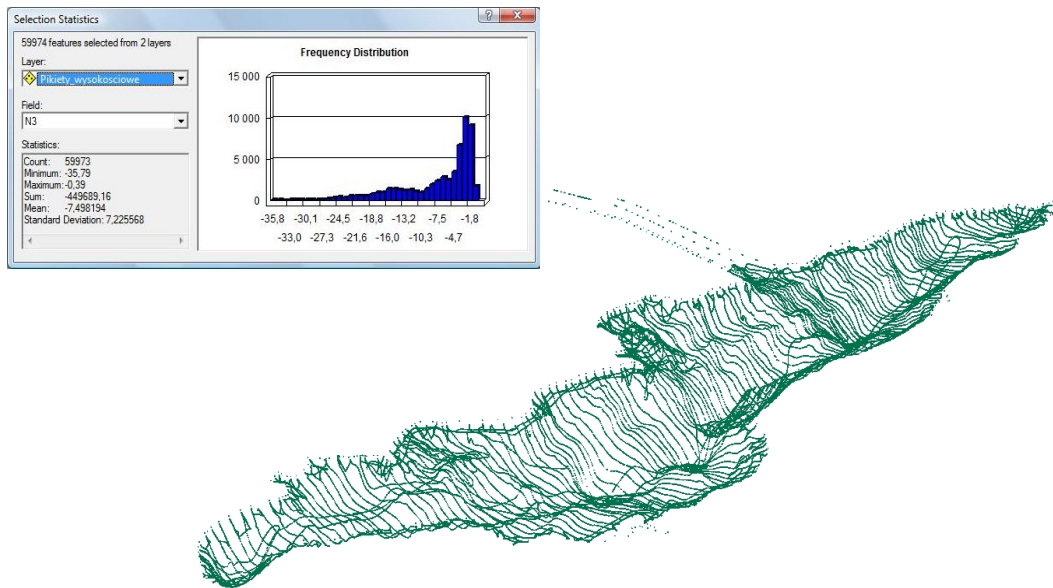 Selection Statistics
59974 features selected from 2 layers
Layer:
Pikiety_wysokosciowe
Field:
N3
Statistics:
Count: 59973
Minimum: -35,79
Maximum: -0,39
Sum: -449689,16
Mean: -7,498194
Standard Deviation: 7,225568
Frequency Distribution
15 000
10 000
5 000
0
-35,8 -30,1 -24,5 -18,8 -13,2 -7,5 -1,8
-33,0 -27,3 -21,6 -16,0 -10,3 -4,7